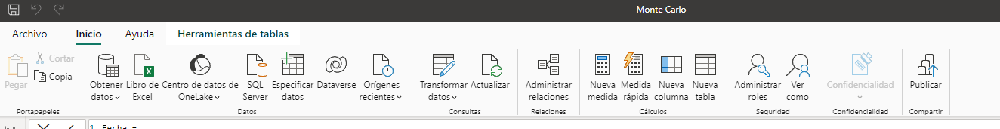 Monte Carlo
Archivo Inicio Ayuda Herramientas de tablas
Pegar Cortar Copia
Obtener datos Libro de Excel Centro de datos de OneLake SQL Server Especificar datos Dataverse Orígenes recientes
Transformar datos Actualizar
Administrar relaciones
Nueva medida Medida rápida Nueva columna Nueva tabla
Administrar roles Ver como
Confidencialidad
Publicar
Portapapeles Datos Consultas Relaciones Cálculos Seguridad Confidencialidad Compartir
1 Fecha =